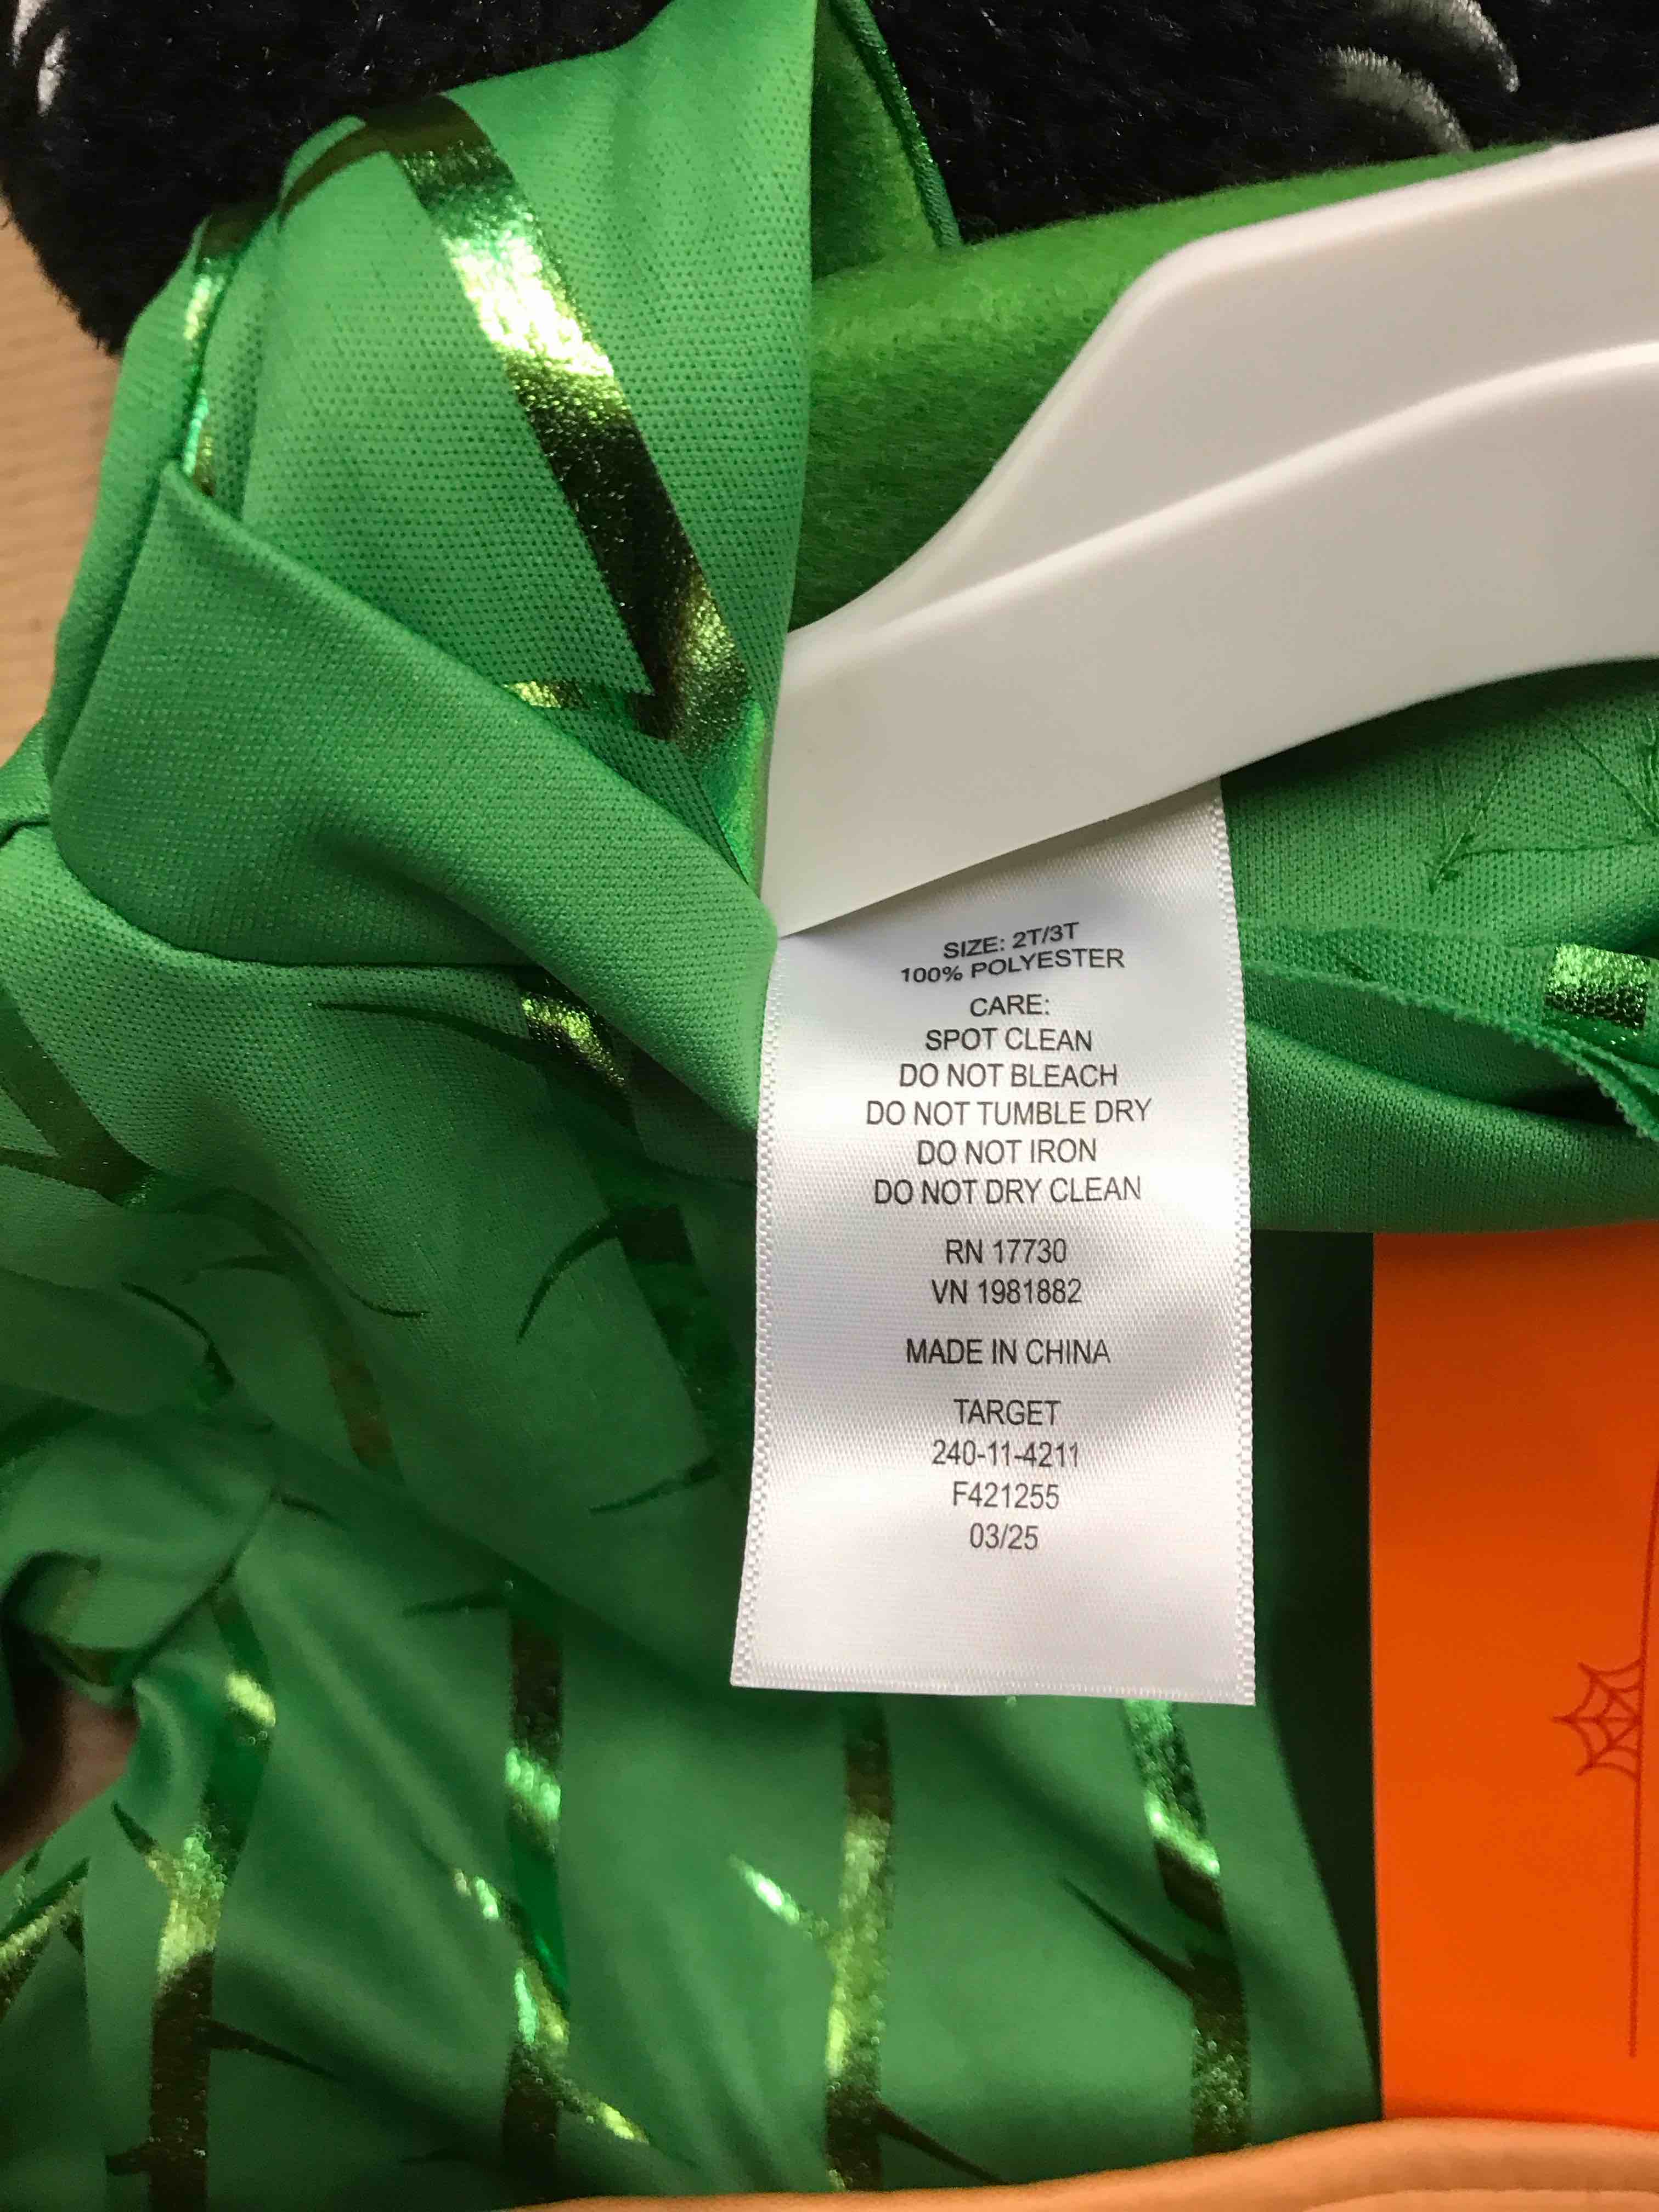 SIZE: 2T/3T
100% POLYESTER
CARE:
SPOT CLEAN
DO NOT BLEACH
DO NOT TUMBLE DRY
DO NOT IRON
DO NOT DRY CLEAN
RN 17730
VN 1981882
MADE IN CHINA
TARGET
240-11-4211
F421255
03/25